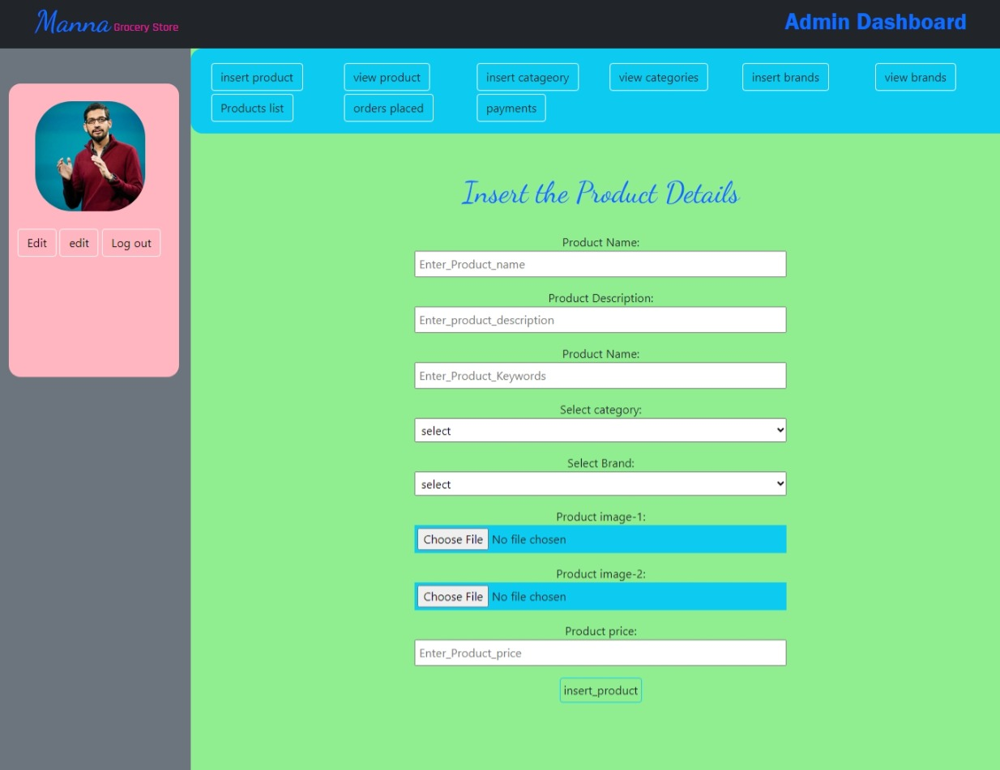 Manna Grocery Store
Admin Dashboard
insert product view product insert catageory view categories insert brands view brands
Products list orders placed payments
Edit edit Log out
Insert the Product Details
Product Name:
Enter_Product_name
Product Description:
Enter_product_description
Product Name:
Enter_Product_Keywords
Select category:
select
Select Brand:
select
Product image-1:
Choose File No file chosen
Product image-2:
Choose File No file chosen
Product price:
Enter_Product_price
insert_product